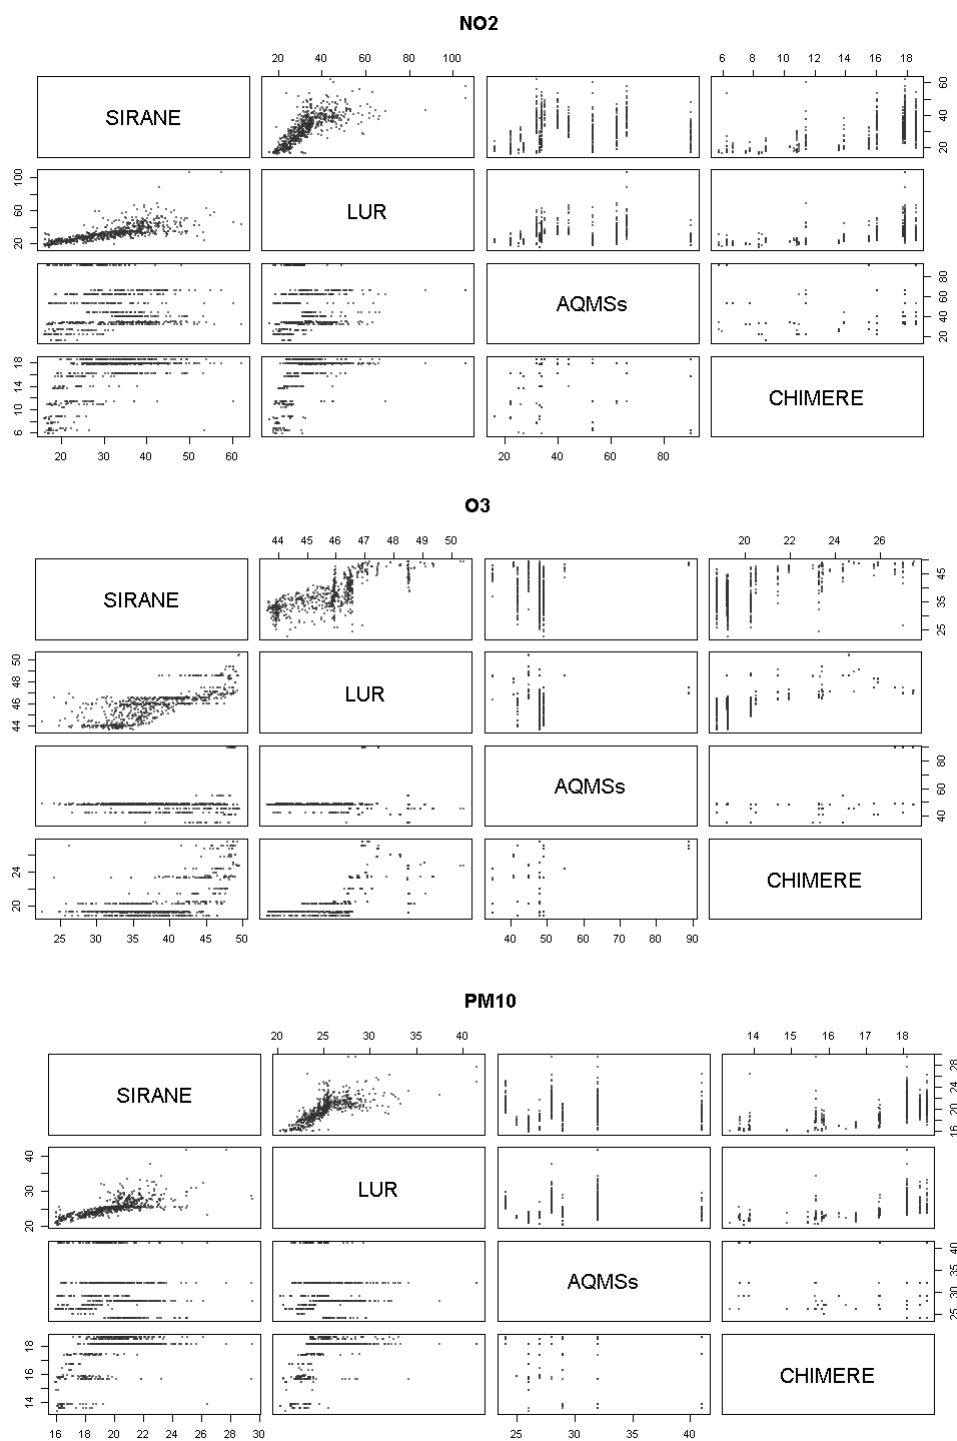 NO2
20 40 60 80 100
6 8 10 12 14 16 18
SIRANE
20 40 60
20 60 100
LUR
AQMSs
20 40 60 80
6 10 14 18
CHIMERE
20 30 40 50 60
20 40 60 80
O3
44 45 46 47 48 49 50
20 22 24 26
SIRANE
25 35 45
44 46 48 50
LUR
AQMSs
40 60 80
20 24
CHIMERE
25 30 35 40 45 50
40 50 60 70 80 90
PM10
20 25 30 35 40
14 15 16 17 18
SIRANE
16 20 24 28
20 30 40
LUR
AQMSs
25 30 35 40
14 16 18
CHIMERE
16 18 20 22 24 26 28 30
25 30 35 40